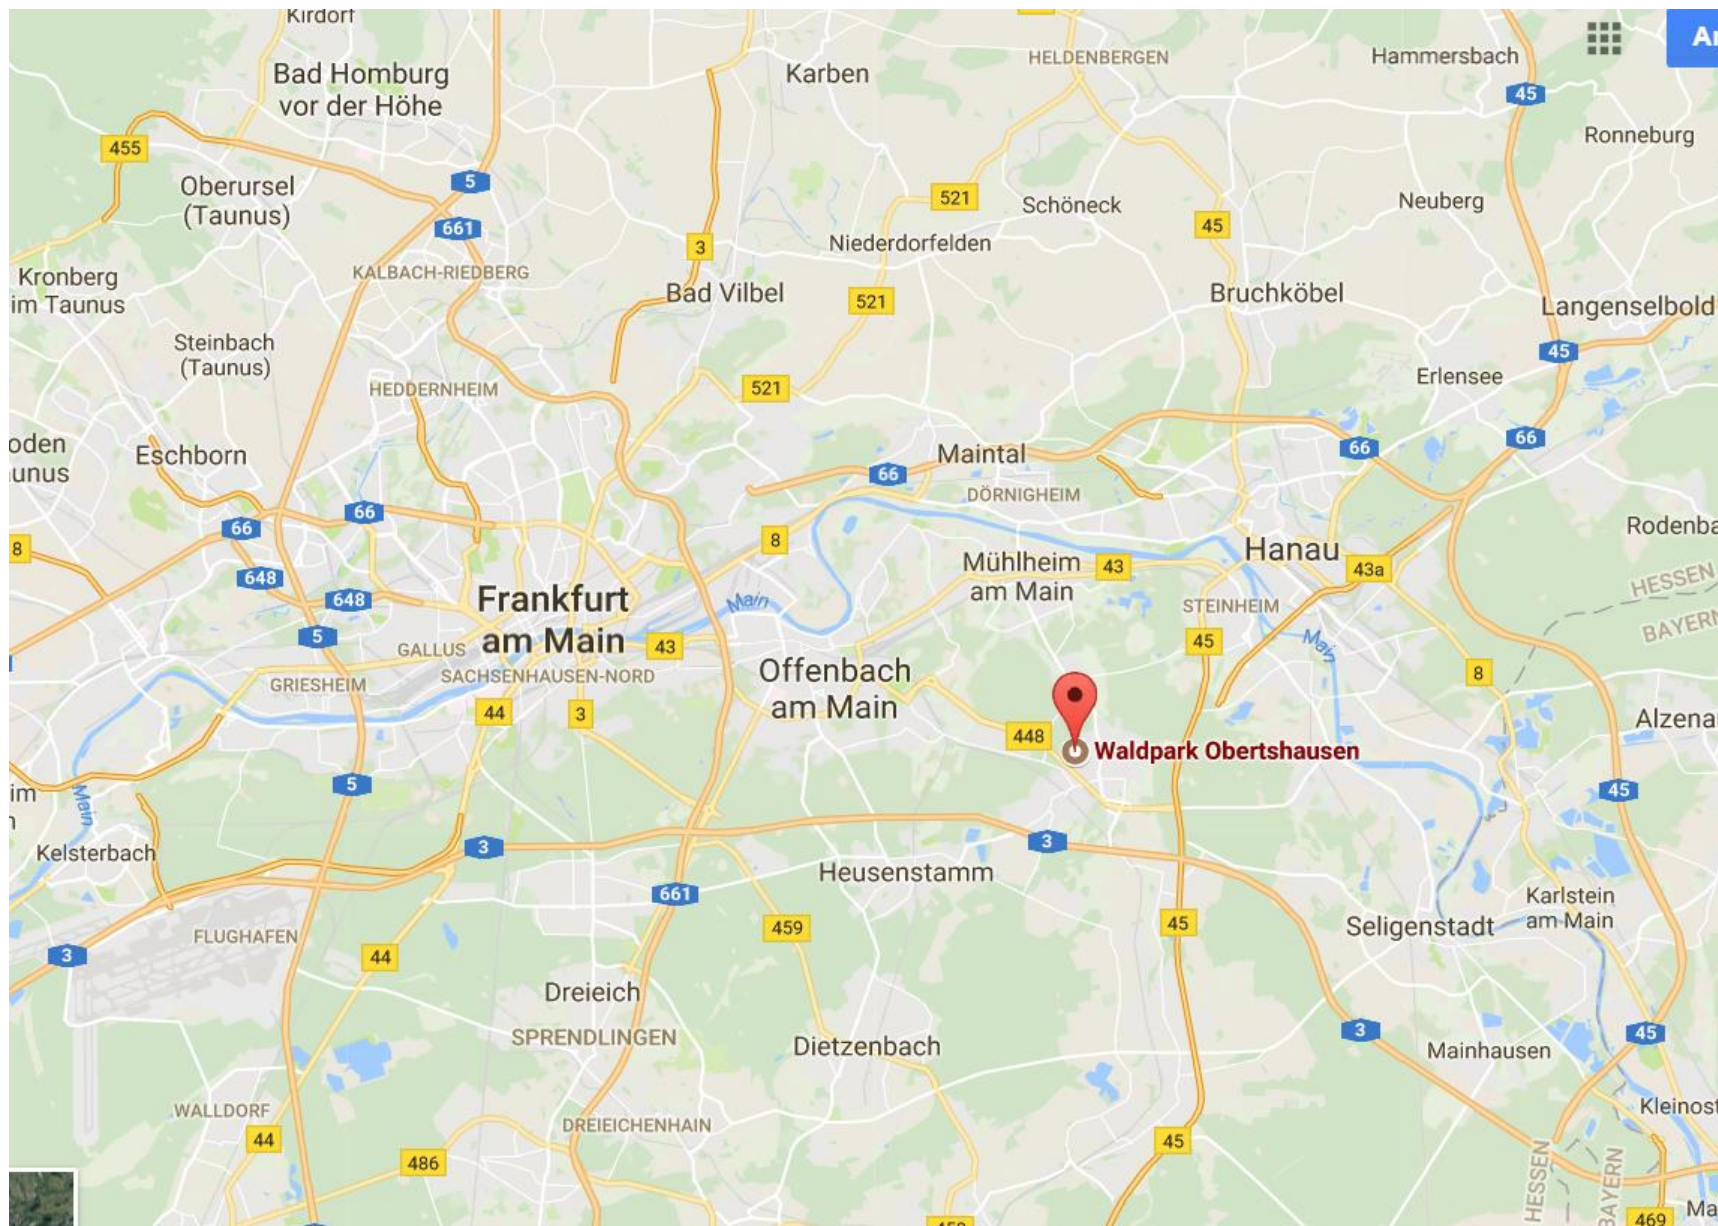 Kirdorf
Bad Homburg
vor der Höhe
Karben
HELDENBERGEN
Hammersbach
45
455
Ronneburg
5
Oberursel
(Taunus)
521
Schöneck
Neuberg
661
45
3
Niederdorfelden
KALBACH-RIEDBERG
Kronberg
im Taunus
Bad Vilbel
521
Bruchköbel
Langenselbold
Steinbach
(Taunus)
45
HEDDERNHEIM
521
Erlensee
Eschborn
Maintal
66
66
66
DÖRNIGHEIM
66
66
Rodenba
8
8
Hanau
Mühlheim
am Main
43
43a
648
648
HESSEN
BAYERN
Frankfurt
am Main
Main
STEINHEIM
5
GALLUS
43
45
Main
SACHSENHAUSEN-NORD
GRIESHEIM
Offenbach
am Main
8
44
3
448
Alzenau
Waldpark Obertshausen
5
im
Main
45
Kelsterbach
3
3
Heusenstamm
661
Karlstein
am Main
459
45
Seligenstadt
FLUGHAFEN
3
44
Dreieich
SPRENDLINGEN
Dietzenbach
3
45
Mainhausen
WALLDORF
DREIEICHENHAIN
Kleinost
44
45
486
HESSEN
BAYERN
469
Ma